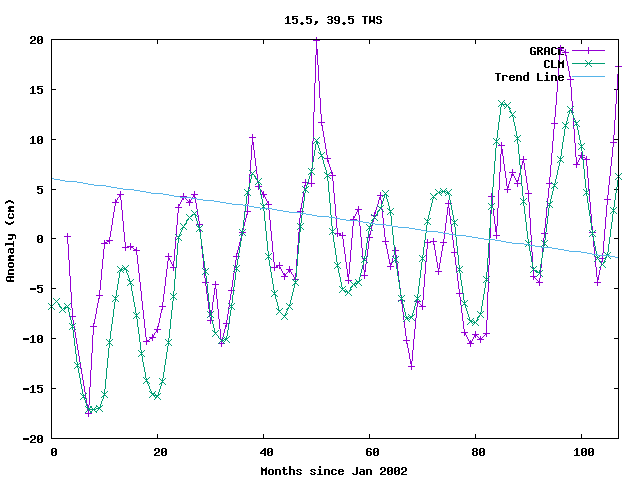 15.5, 39.5 TWS
GRACE
CLM
Trend Line
20
15
10
5
0
-5
-10
-15
-20
Anomaly (cm)
0 20 40 60 80 100
Months since Jan 2002